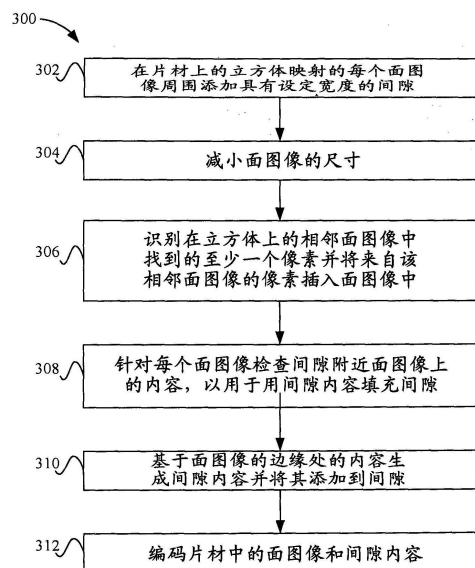 300
302
在片材上的立方体映射的每个面图
像周围添加具有设定宽度的间隙
304
减小面图像的尺寸
306
识别在立方体上的相邻面图像中
找到的至少一个像素并将来自该
相邻面图像的像素插入面图像中
308
针对每个面图像检查间隙附近面图像上
的内容，以用于用间隙内容填充间隙
310
基于面图像的边缘处的内容生
成间隙内容并将其添加到间隙
312
编码片材中的面图像和间隙内容